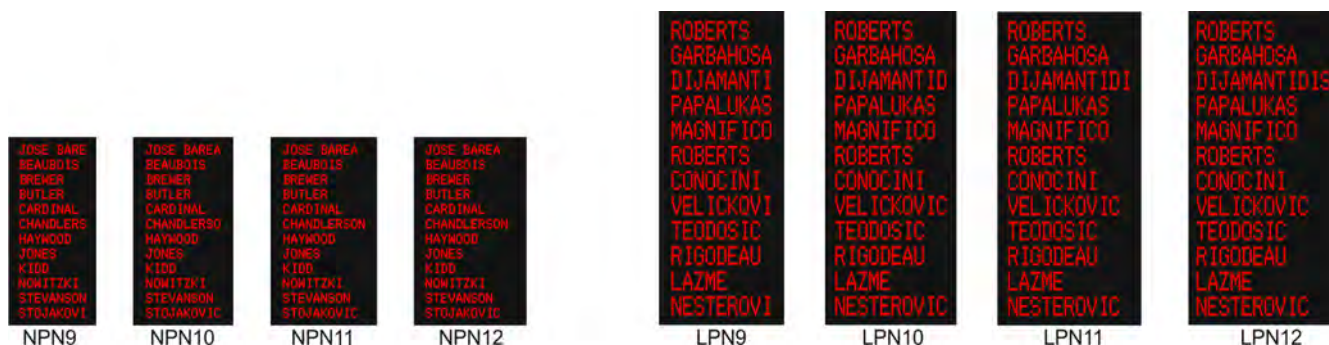 JOSE BARE
BEAUBOIS
BREWER
BUTLER
CARDINAL
CHANDLERS
HAYWOOD
JONES
KIDD
NOWITZKI
STEVANSON
STOJAKOVI
NPN9
JOSE BAREA
BEAUBOIS
BREWER
BUTLER
CARDINAL
CHANDLERSO
HAYWOOD
JONES
KIDD
NOWITZKI
STEVANSON
STOJAKOVIC
NPN10
JOSE BAREA
BEAUBOIS
BREWER
BUTLER
CARDINAL
CHANDLERSON
HAYWOOD
JONES
KIDD
NOWITZKI
STEVANSON
STOJAKOVIC
NPN11
JOSE BAREA
BEAUBOIS
BREWER
BUTLER
CARDINAL
CHANDLERSON
HAYWOOD
JONES
KIDD
NOWITZKI
STEVANSON
STOJAKOVIC
NPN12
ROBERTS
GARBAHOSA
DIJAMANTI
PAPALUKAS
MAGNIFICO
ROBERTS
CONOCINI
VELICKOVI
TEODOSIC
RIGODEAU
LAZME
NESTEROVI
LPN9
ROBERTS
GARBAHOSA
DIJAMANTID
PAPALUKAS
MAGNIFICO
ROBERTS
CONOCINI
VELICKOVIC
TEODOSIC
RIGODEAU
LAZME
NESTEROVIC
LPN10
ROBERTS
GARBAHOSA
DIJAMANTIDI
PAPALUKAS
MAGNIFICO
ROBERTS
CONOCINI
VELICKOVIC
TEODOSIC
RIGODEAU
LAZME
NESTEROVIC
LPN11
ROBERTS
GARBAHOSA
DIJAMANTIDIS
PAPALUKAS
MAGNIFICO
ROBERTS
CONOCINI
VELICKOVIC
TEODOSIC
RIGODEAU
LAZME
NESTEROVIC
LPN12